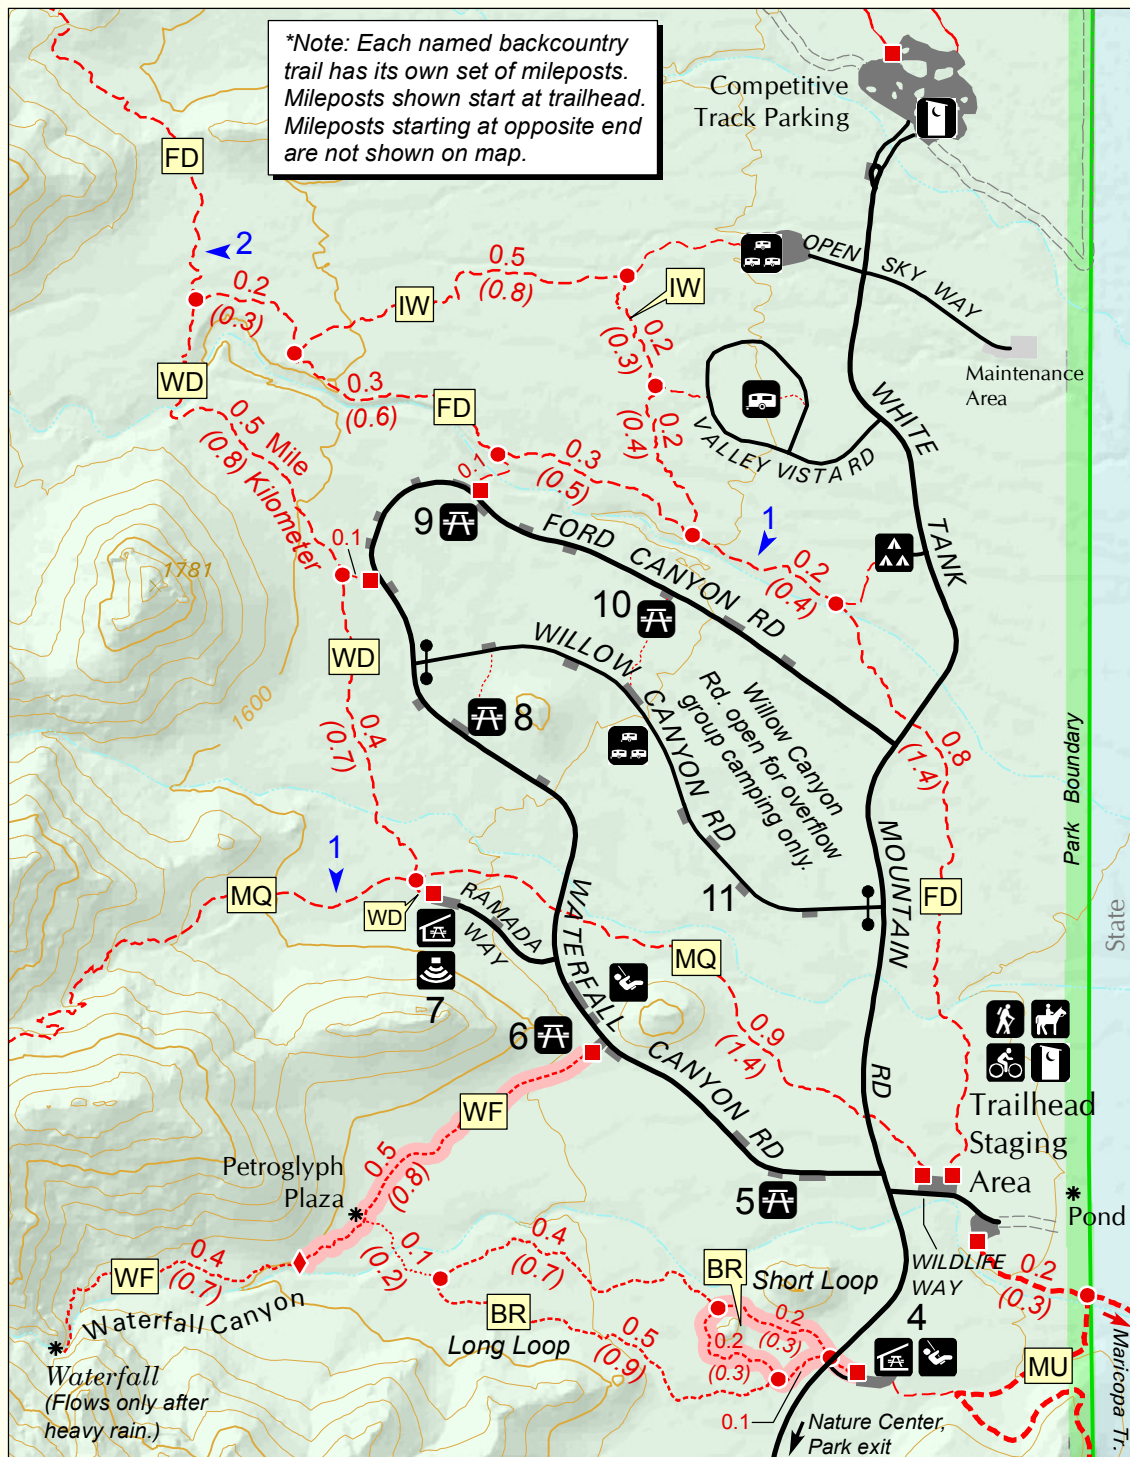 *Note: Each named backcountry
trail has its own set of mileposts.
Mileposts shown start at trailhead.
Mileposts starting at opposite end
are not shown on map.
Competitive
Track Parking
FD
2
0.2
(0.3)
IW
0.5
(0.8)
IW
OPEN SKY WAY
Maintenance
Area
0.2
(0.3)
WD
0.3
(0.6)
FD
0.2
(0.4)
VALLEY VISTA RD
WHITE TANK MOUNTAIN RD
0.5 Mile
(0.8) Kilometer
0.1
9
0.3
(0.5)
1
0.2
(0.4)
FORD CANYON RD
0.1
1781
10
WILLOW CANYON RD
Willow Canyon
Rd. open for overflow
group camping only.
WD
8
1600
0.4
(0.7)
0.8
(1.4)
Park Boundary
1
MQ
WD
RAMADA
WAY
7
WATERFALL CANYON RD
11
FD
State
MQ
6
0.9
(1.4)
WF
Trailhead
Staging
Area
Petroglyph
Plaza
0.5
(0.8)
5
Pond
WILDLIFE
WAY
0.4
(0.7)
WF
0.1
(0.2)
0.4
(0.7)
BR
Short Loop
0.2
(0.3)
Waterfall Canyon
BR
Long Loop
0.5
(0.9)
0.2
(0.3)
0.2
(0.3)
4
MU
Maricopa Tr.
Waterfall
(Flows only after
heavy rain.)
0.1
Nature Center,
Park exit